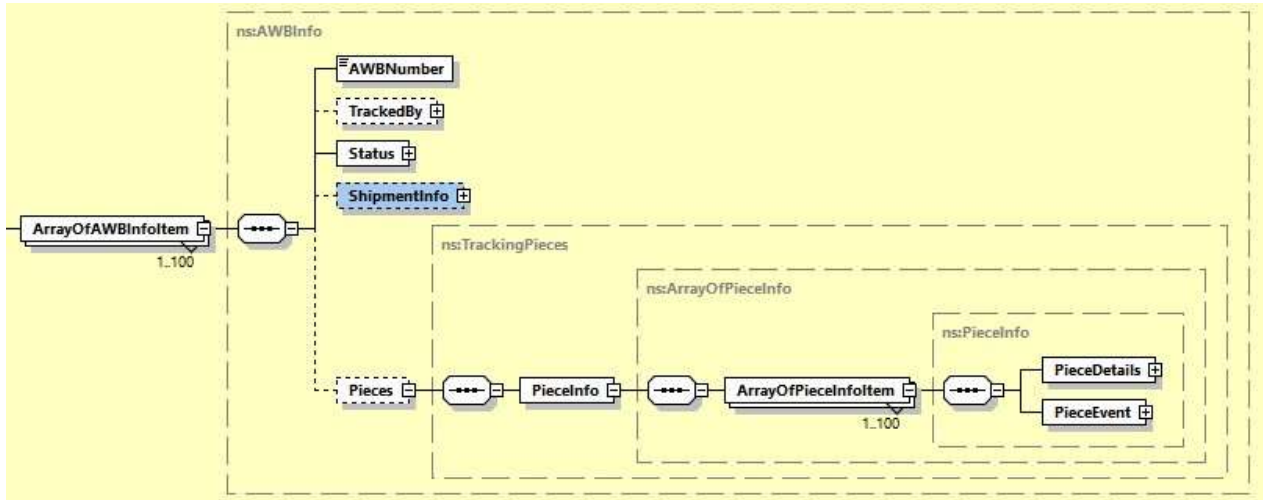 ns:AWBInfo
AWBNumber
TrackedBy
Status
ShipmentInfo
ArrayOfAWBInfoItem
1..100
ns:TrackingPieces
ns:ArrayOfPieceInfo
ns:PieceInfo
Pieces
PieceInfo
ArrayOfPieceInfoItem
1..100
PieceDetails
PieceEvent